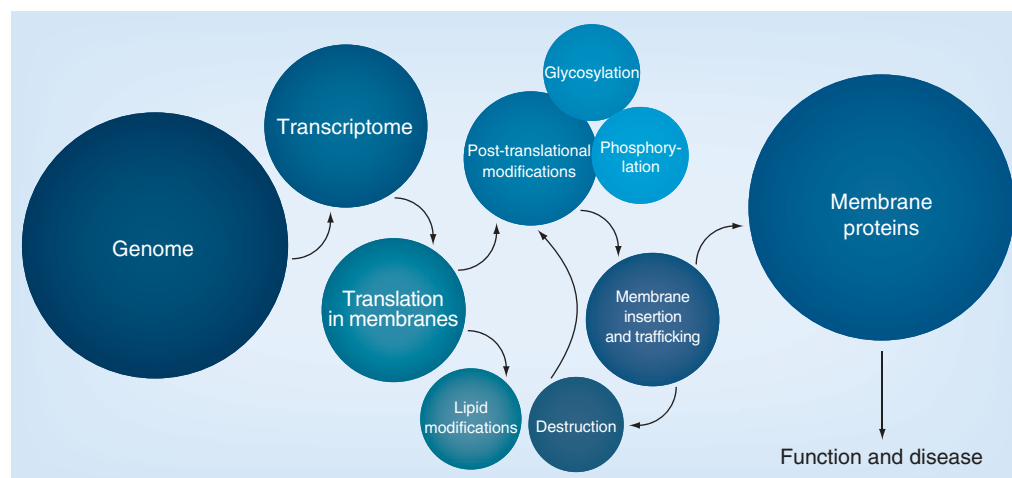 Genome
Transcriptome
Translation
in membranes
Lipid
modifications
Post-translational
modifications
Glycosylation
Phosphory-
lation
Membrane
insertion
and trafficking
Destruction
Membrane
proteins
Function and disease